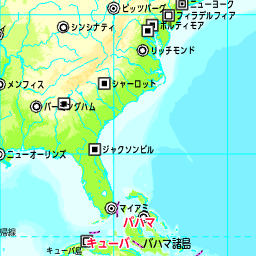 ピッツバーグ
ニューヨーク
フィラデルフィア
シンシナティ
ボルティモア
リッチモンド
メンフィス
シャーロット
バーミングハム
ジャクソンビル
ニューオーリンズ
マイアミ
バハマ
帰線
キューバ
バハマ諸島
キューバ島